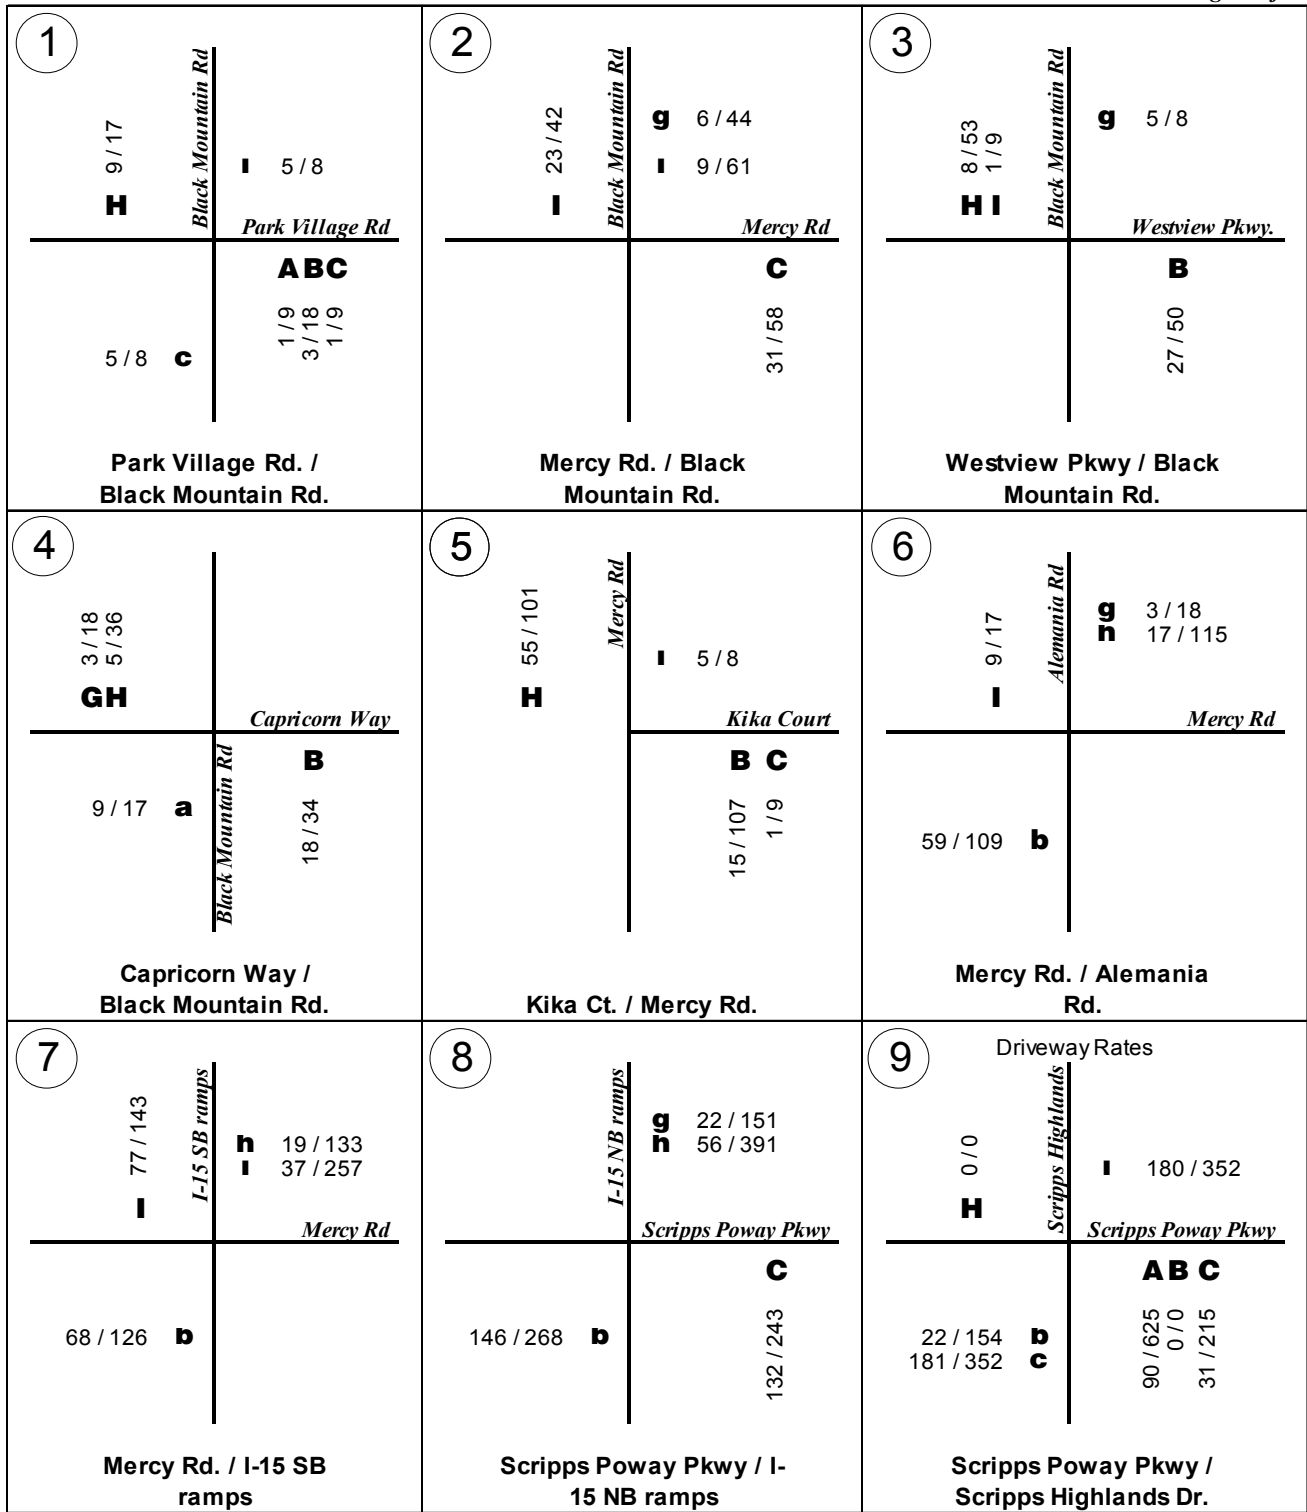 1
Black Mountain Rd
9 / 17
H
I 5 / 8
Park Village Rd
A B C
1 / 9
3 / 18
1 / 9
5 / 8 c
Park Village Rd. /
Black Mountain Rd.
2
Black Mountain Rd
23 / 42
I
g 6 / 44
I 9 / 61
Mercy Rd
C
31 / 58
Mercy Rd. / Black
Mountain Rd.
3
Black Mountain Rd
8 / 53
1 / 9
H I
g 5 / 8
Westview Pkwy.
B
27 / 50
Westview Pkwy / Black
Mountain Rd.
4
3 / 18
5 / 36
G H
Capricorn Way
Black Mountain Rd
B
18 / 34
9 / 17 a
Capricorn Way /
Black Mountain Rd.
5
Mercy Rd
55 / 101
H
I 5 / 8
Kika Court
B C
15 / 107
1 / 9
Kika Ct. / Mercy Rd.
6
Alemania Rd
9 / 17
I
g 3 / 18
h 17 / 115
Mercy Rd
59 / 109 b
Mercy Rd. / Alemania
Rd.
7
I-15 SB ramps
77 / 143
I
h 19 / 133
I 37 / 257
Mercy Rd
68 / 126 b
Mercy Rd. / I-15 SB
ramps
8
I-15 NB ramps
g 22 / 151
h 56 / 391
Scripps Poway Pkwy
C
132 / 243
146 / 268 b
Scripps Poway Pkwy / I-
15 NB ramps
9
Driveway Rates
Scripps Highlands
0 / 0
H
I 180 / 352
Scripps Poway Pkwy
A B C
90 / 625
0 / 0
31 / 215
22 / 154 b
181 / 352 c
Scripps Poway Pkwy /
Scripps Highlands Dr.